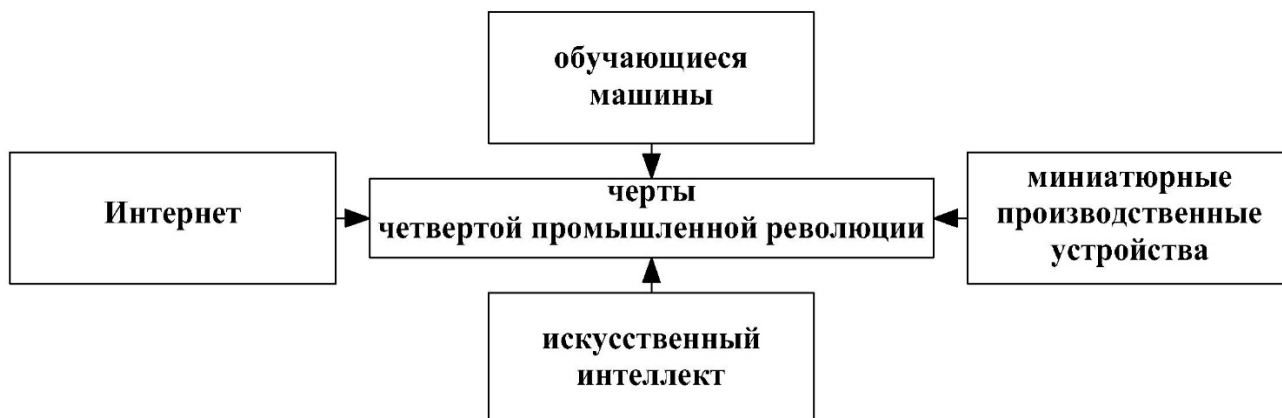 обучающиеся
машины
Интернет
черты
четвертой промышленной революции
миниатюрные
производственные
устройства
искусственный
интеллект